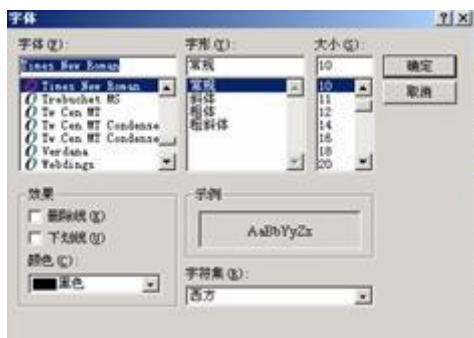 字体
字体(F):
字形(Y):
大小(S):
Times New Roman
常规
10
确定
取消
Times New Roman
Trebuchet MS
Tw Cen MT
Tw Cen MT Condense
Tw Cen MT Condense
Verdana
Webdings
常规
斜体
粗体
粗斜体
10
11
12
14
16
18
20
效果
删除线(K)
下划线(U)
颜色(C):
黑色
示例
AaBbYyZz
字符集(R):
西方